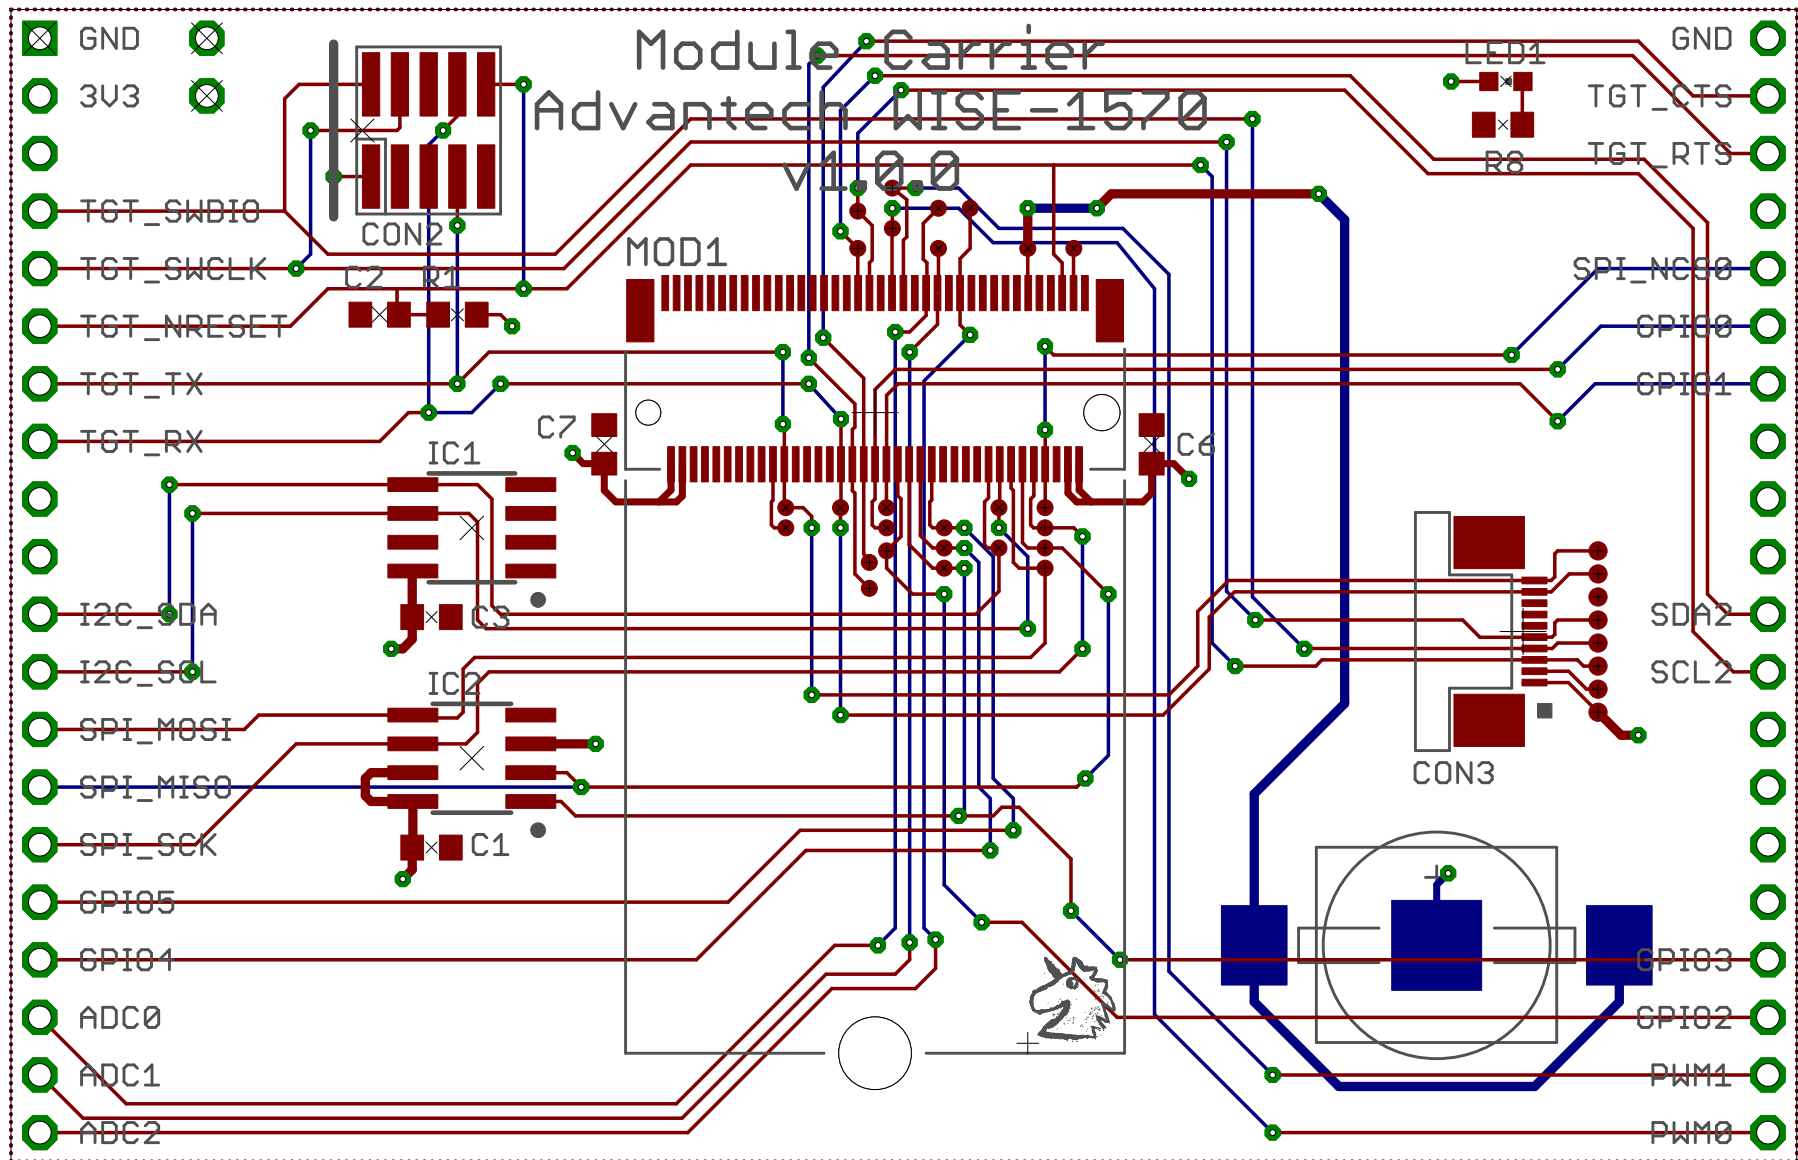 Module Carrier
Advantech WISE-1570
v1.0.0
GND
3V3
TGT_SWDIO
TGT_SWCLK
TGT_NRESET
TGT_TX
TGT_RX
I2C_SDA
I2C_SCL
SPI_MOSI
SPI_MISO
SPI_SCK
GPIO5
GPIO4
ADC0
ADC1
ADC2
CON2
C2
R1
IC1
C3
IC2
C1
MOD1
C7
C6
LED1
R8
CON3
GND
TGT_CTS
TGT_RTS
SPI_NCS0
GPIO0
GPIO1
SDA2
SCL2
GPIO3
GPIO2
PWM1
PWM0